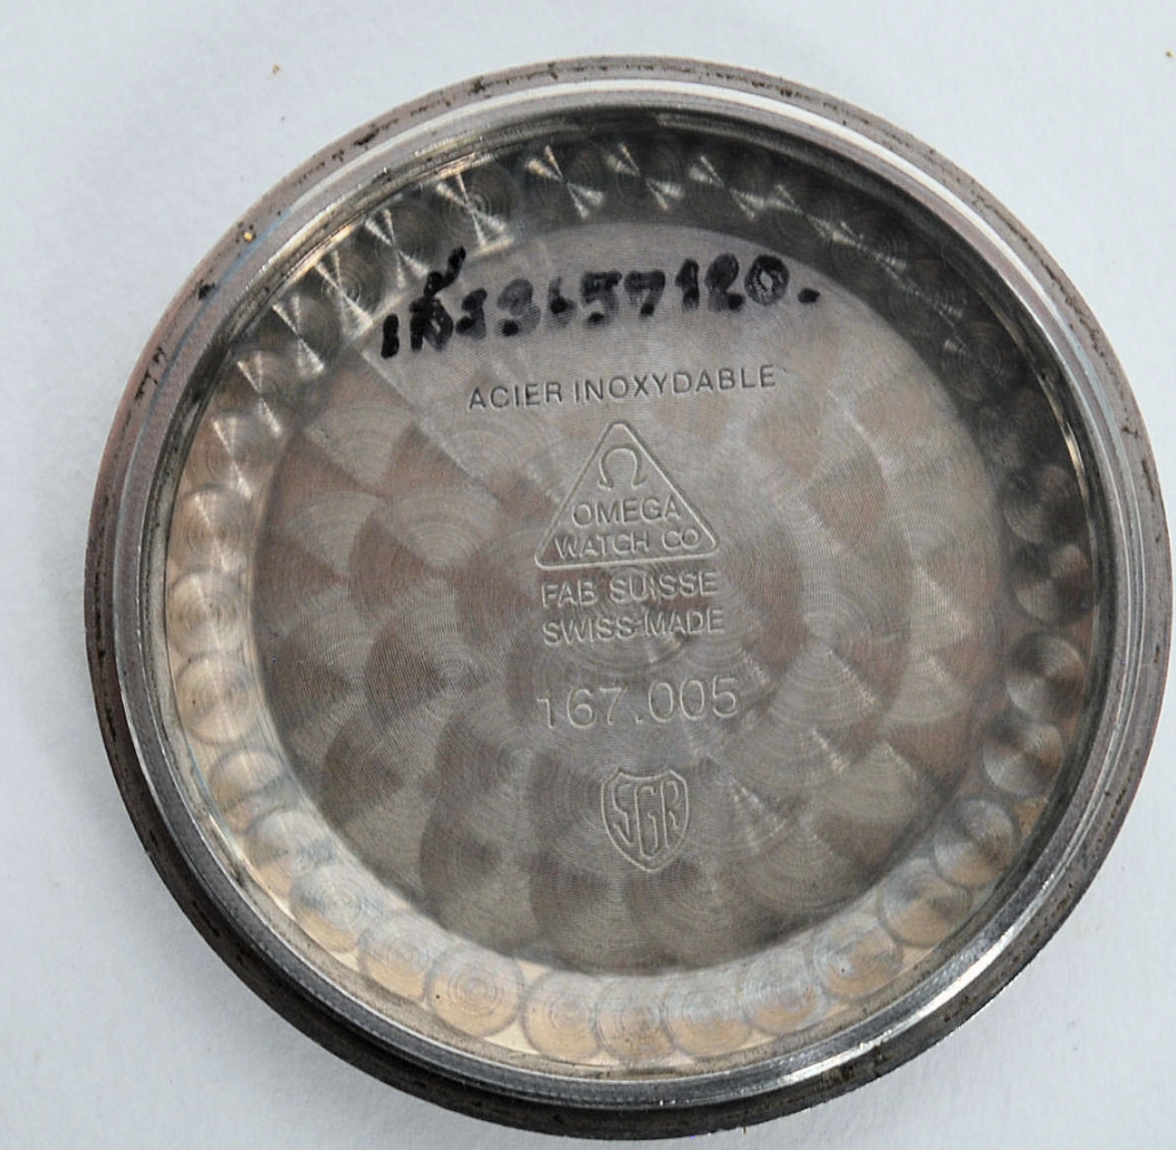 ACIER INOXYDABLE
Ω
OMEGA
WATCH CO
FAB SUISSE
SWISS-MADE
167.005
SGR